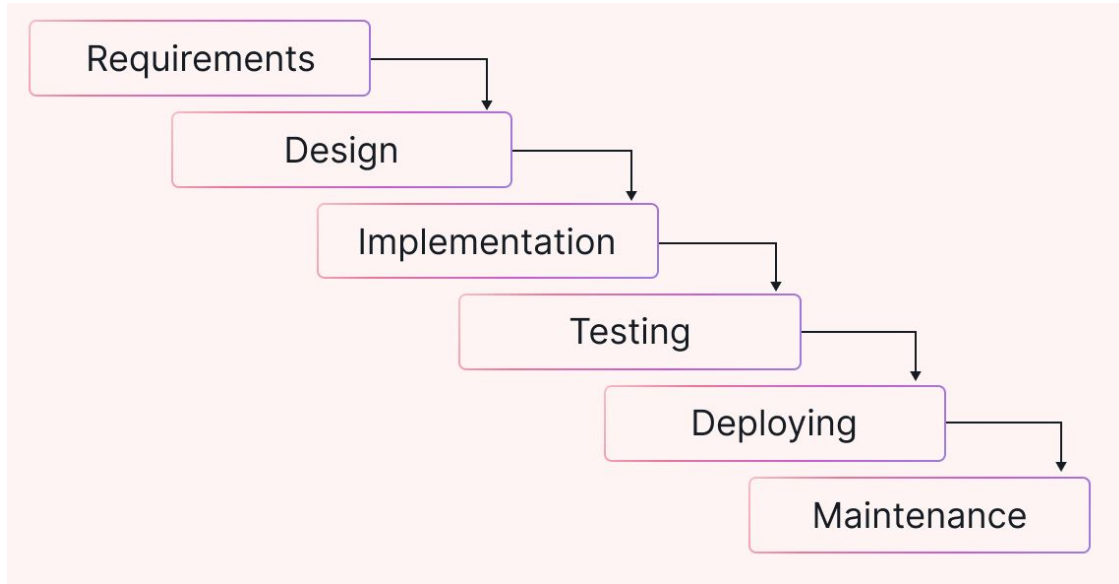 Requirements
Design
Implementation
Testing
Deploying
Maintenance